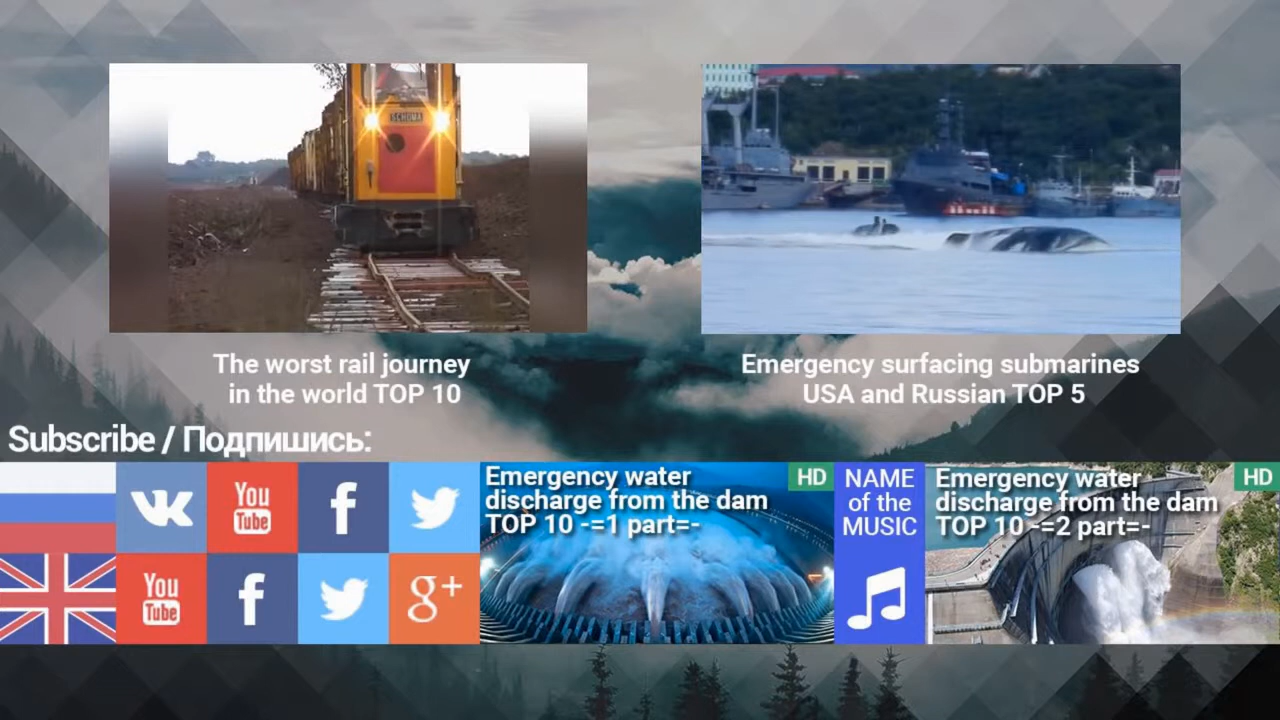 SCHÖMA
The worst rail journey
in the world TOP 10
Emergency surfacing submarines
USA and Russian TOP 5
Subscribe / Подпишись:
You
Tube
f
Emergency water
discharge from the dam
TOP 10 -=1 part=-
HD
NAME
of the
MUSIC
Emergency water
discharge from the dam
TOP 10 -=2 part=-
HD
You
Tube
f
g+